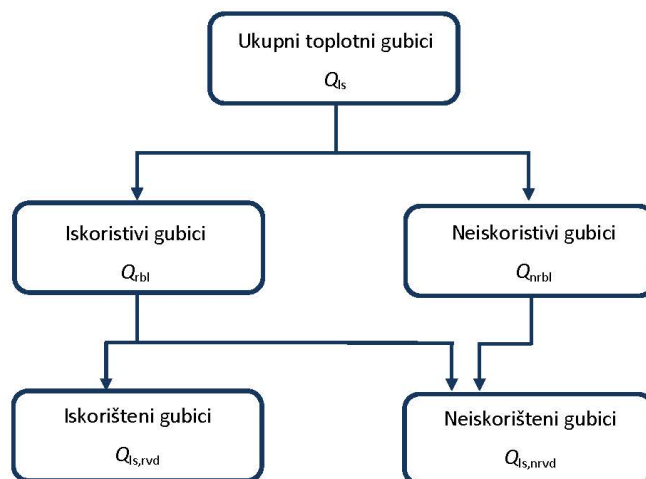 Ukupni toplotni gubici
Qls
Iskoristivi gubici
Qrbl
Neiskoristivi gubici
Qnrbl
Iskorišteni gubici
Qls,rvd
Neiskorišteni gubici
Qls,nrvd